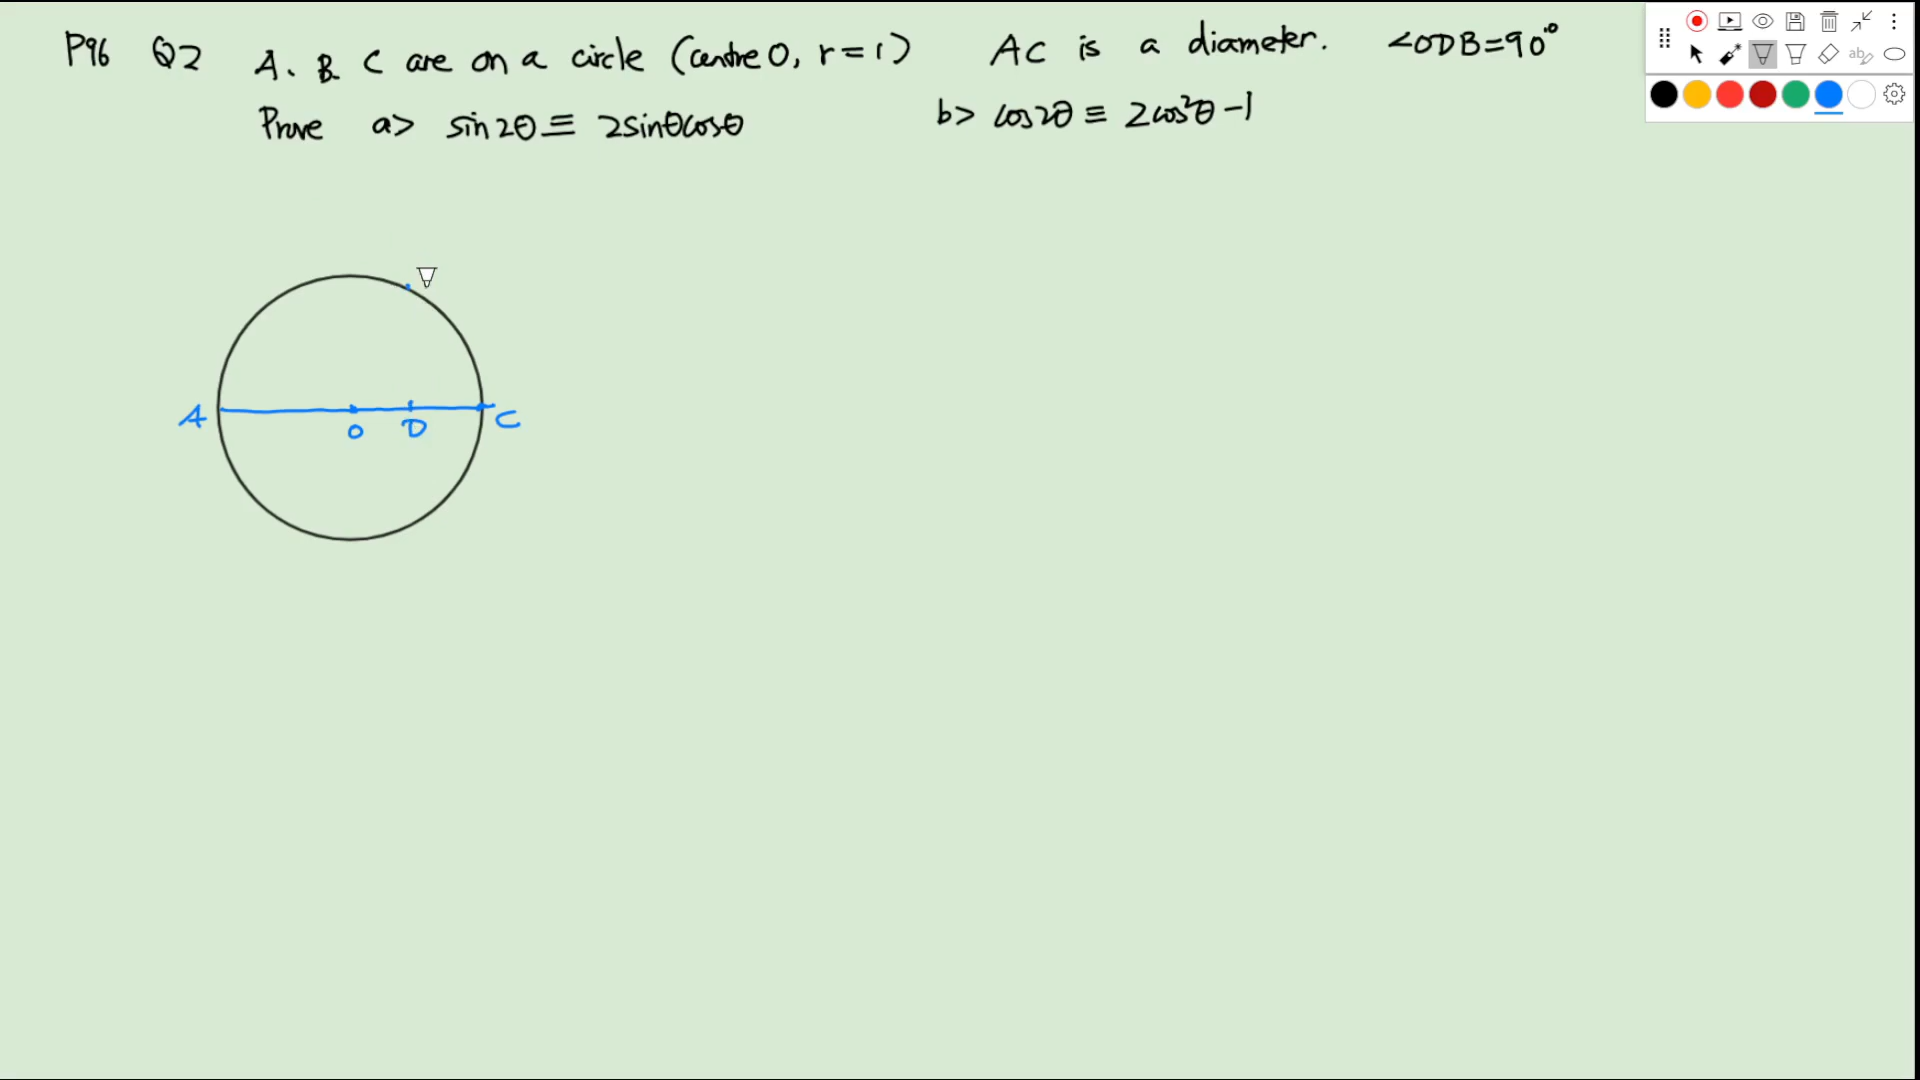 P96 Q2 A. B C are on a circle (centre O, r=1) AC is a diameter. ∠ODB=90°
Prove a> sin2θ≡ 2sinθcosθ b> cos2θ ≡ 2cos²θ-1
A O D C